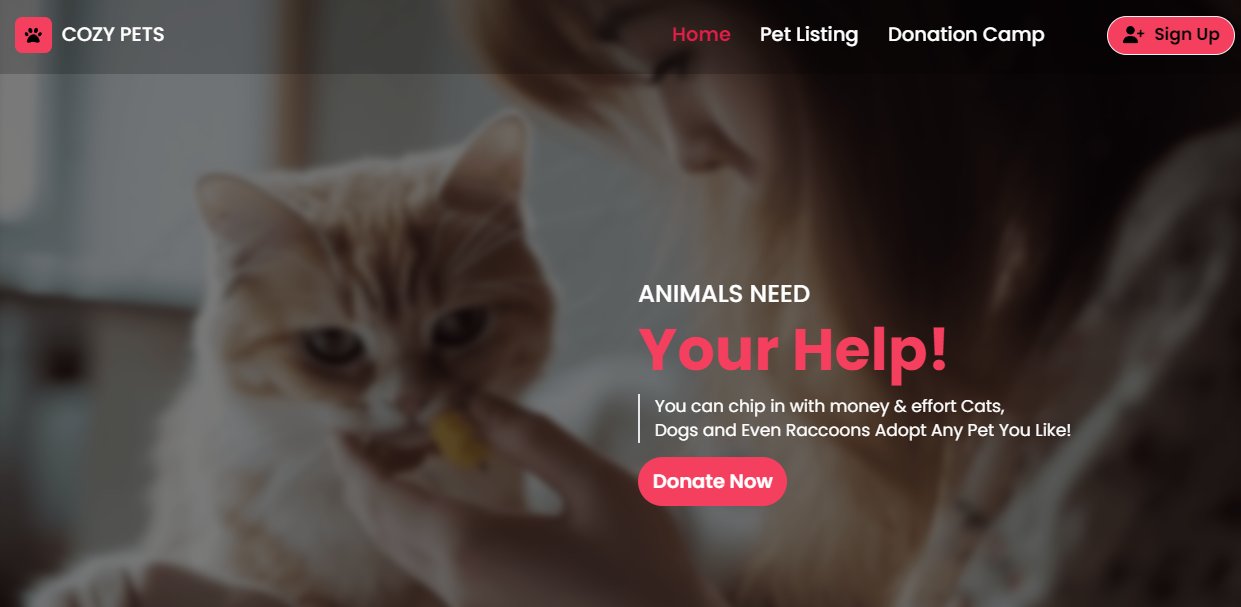 COZY PETS
Home
Pet Listing
Donation Camp
Sign Up
ANIMALS NEED
Your Help!
You can chip in with money & effort Cats,
Dogs and Even Raccoons Adopt Any Pet You Like!
Donate Now